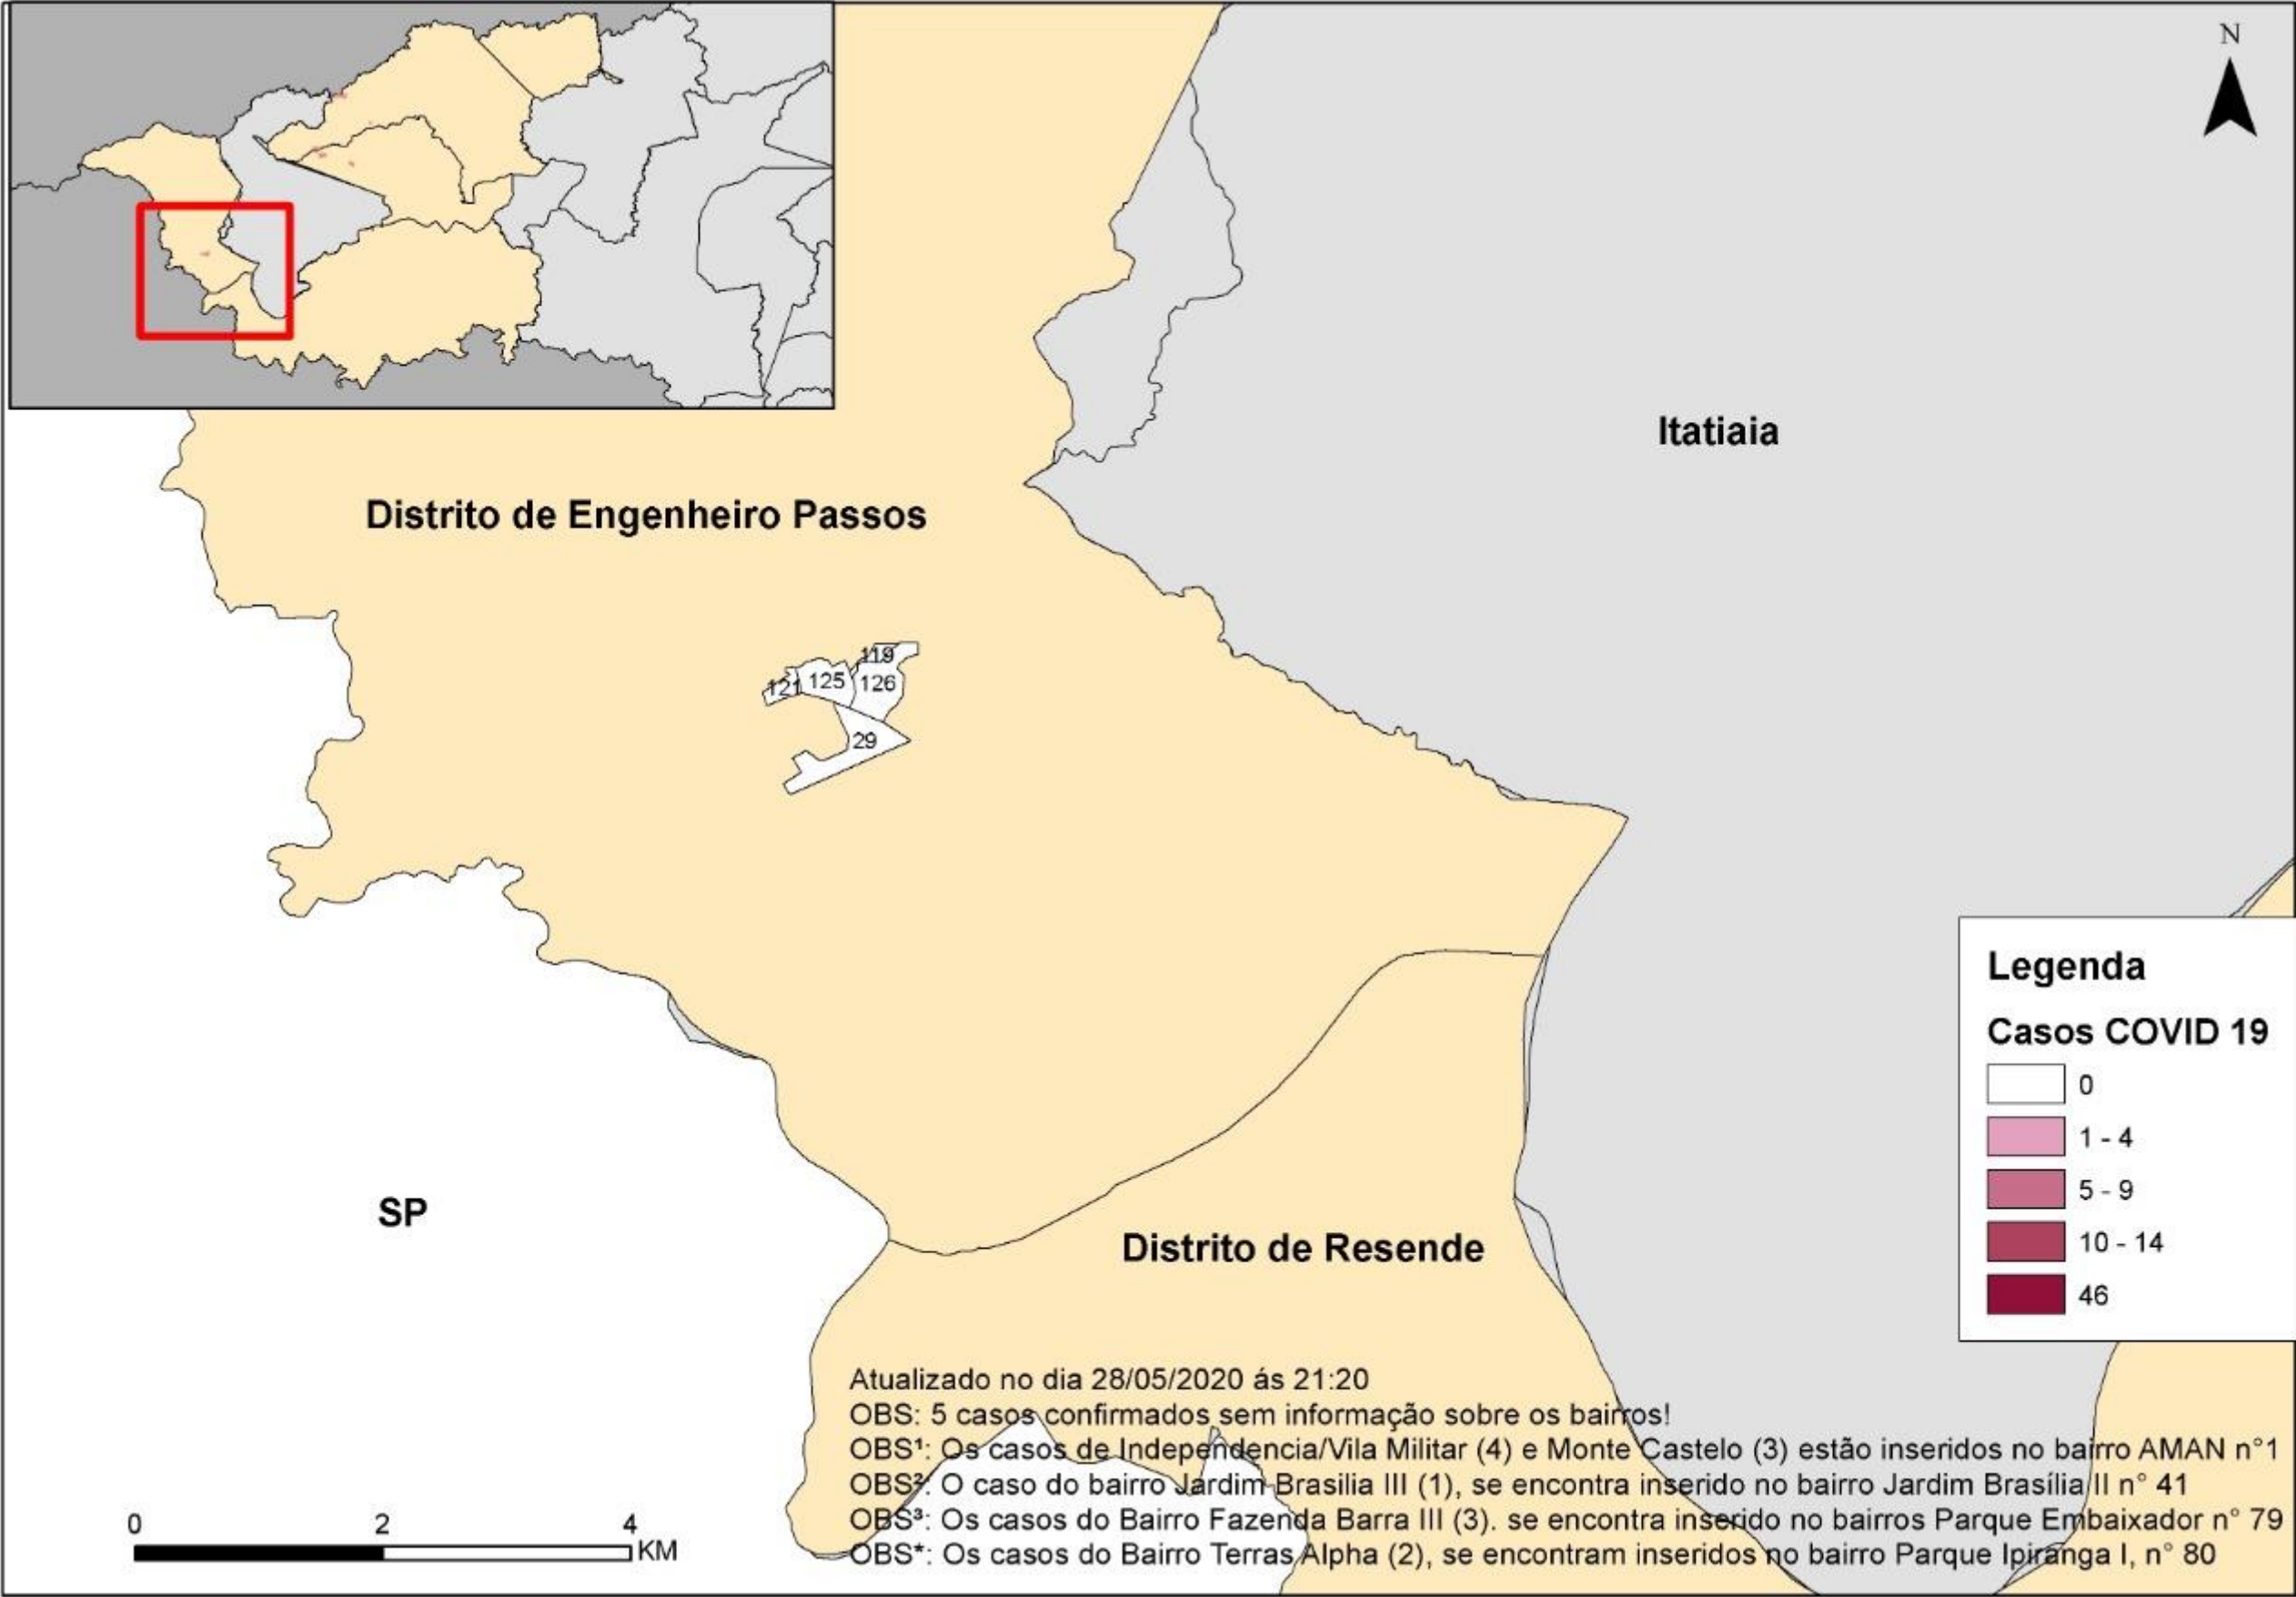 N
Itatiaia
Distrito de Engenheiro Passos
119
121 125 126
29
Legenda
Casos COVID 19
0
1 - 4
5 - 9
10 - 14
46
SP
Distrito de Resende
Atualizado no dia 28/05/2020 ás 21:20
OBS: 5 casos confirmados sem informação sobre os bairros!
OBS¹: Os casos de Independencia/Vila Militar (4) e Monte Castelo (3) estão inseridos no bairro AMAN n°1
OBS²: O caso do bairro Jardim Brasilia III (1), se encontra inserido no bairro Jardim Brasília II n° 41
OBS³: Os casos do Bairro Fazenda Barra III (3). se encontra inserido no bairros Parque Embaixador n° 79
OBS*: Os casos do Bairro Terras Alpha (2), se encontram inseridos no bairro Parque Ipiranga I, n° 80
0 2 4
KM